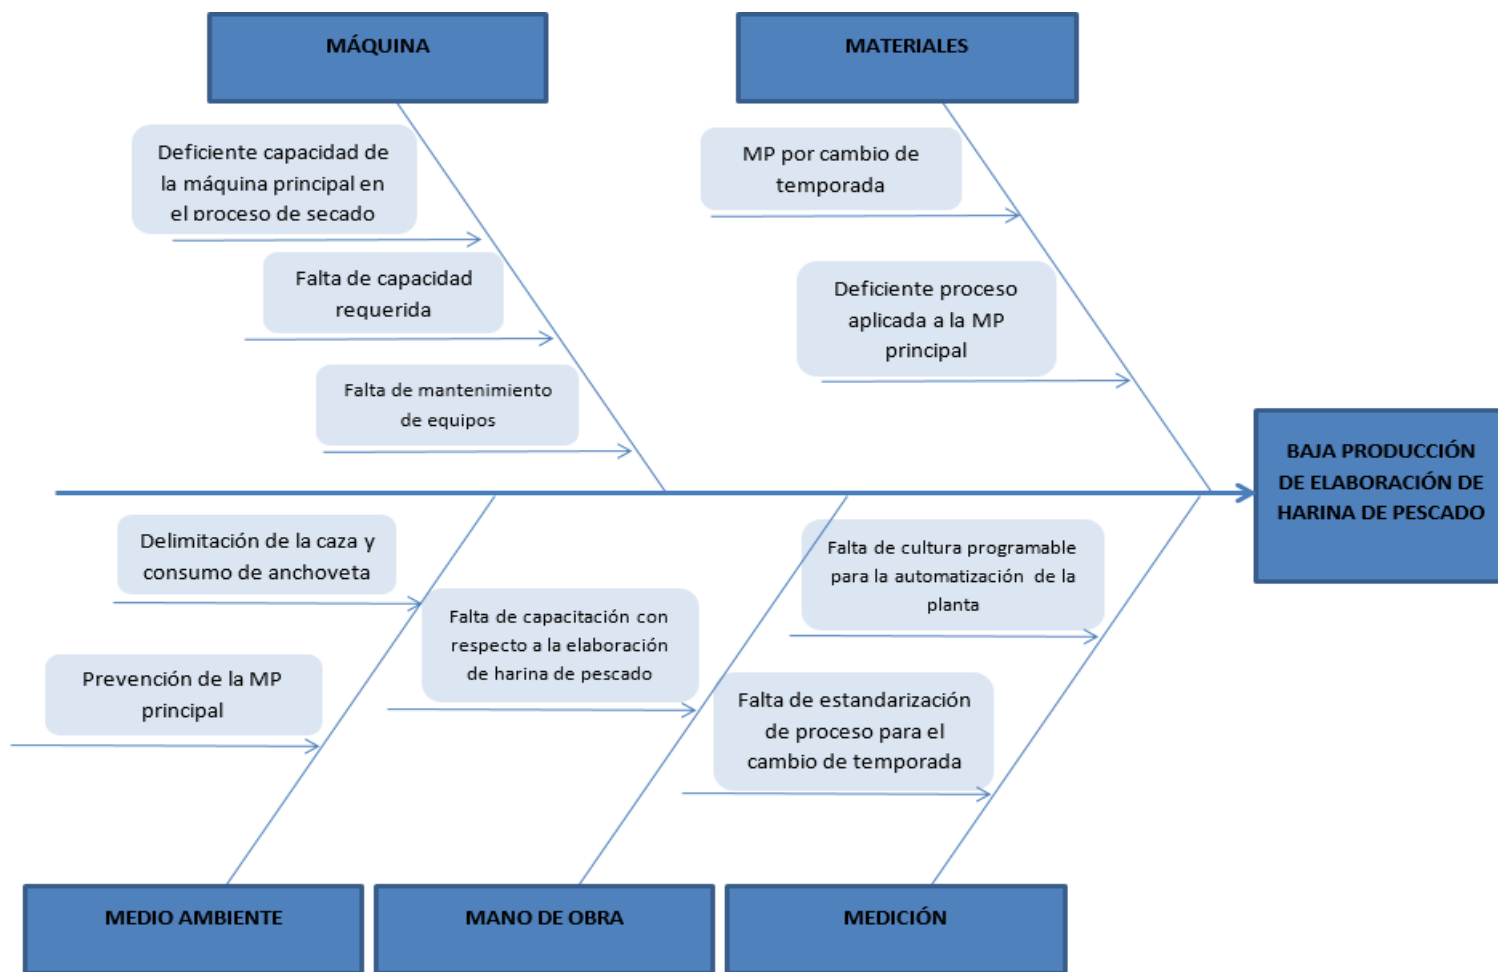 MÁQUINA
MATERIALES
Deficiente capacidad de
la máquina principal en
el proceso de secado
MP por cambio de
temporada
Falta de capacidad
requerida
Deficiente proceso
aplicada a la MP
principal
Falta de mantenimiento
de equipos
BAJA PRODUCCIÓN
DE ELABORACIÓN DE
HARINA DE PESCADO
Delimitación de la caza y
consumo de anchoveta
Falta de cultura programable
para la automatización de la
planta
Falta de capacitación con
respecto a la elaboración
de harina de pescado
Prevención de la MP
principal
Falta de estandarización
de proceso para el
cambio de temporada
MEDIO AMBIENTE
MANO DE OBRA
MEDICIÓN